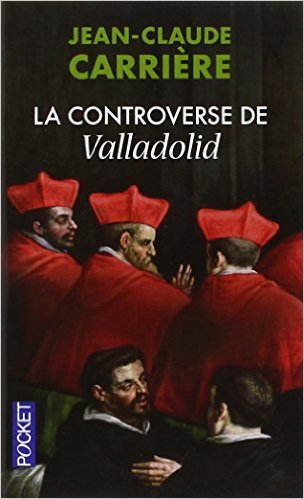 JEAN-CLAUDE
CARRIÈRE
LA CONTROVERSE DE
Valladolid
POCKET